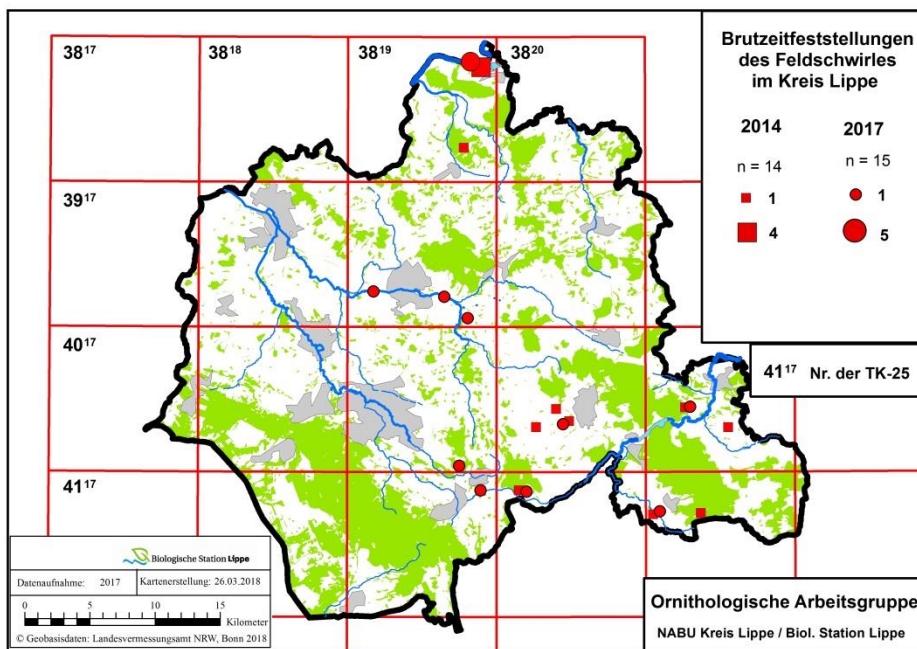 38¹⁷
38¹⁸
38¹⁹
38²⁰
39¹⁷
40¹⁷
41¹⁷
Brutzeitfeststellungen
des Feldschwirles
im Kreis Lippe
2014 2017
n = 14 n = 15
1 1
4 5
41¹⁷ Nr. der TK-25
Biologische Station Lippe
Datenaufnahme: 2017 Kartenerstellung: 26.03.2018
0 5 10 15
Kilometer
© Geobasisdaten: Landesvermessungsamt NRW, Bonn 2018
Ornithologische Arbeitsgruppe
NABU Kreis Lippe / Biol. Station Lippe